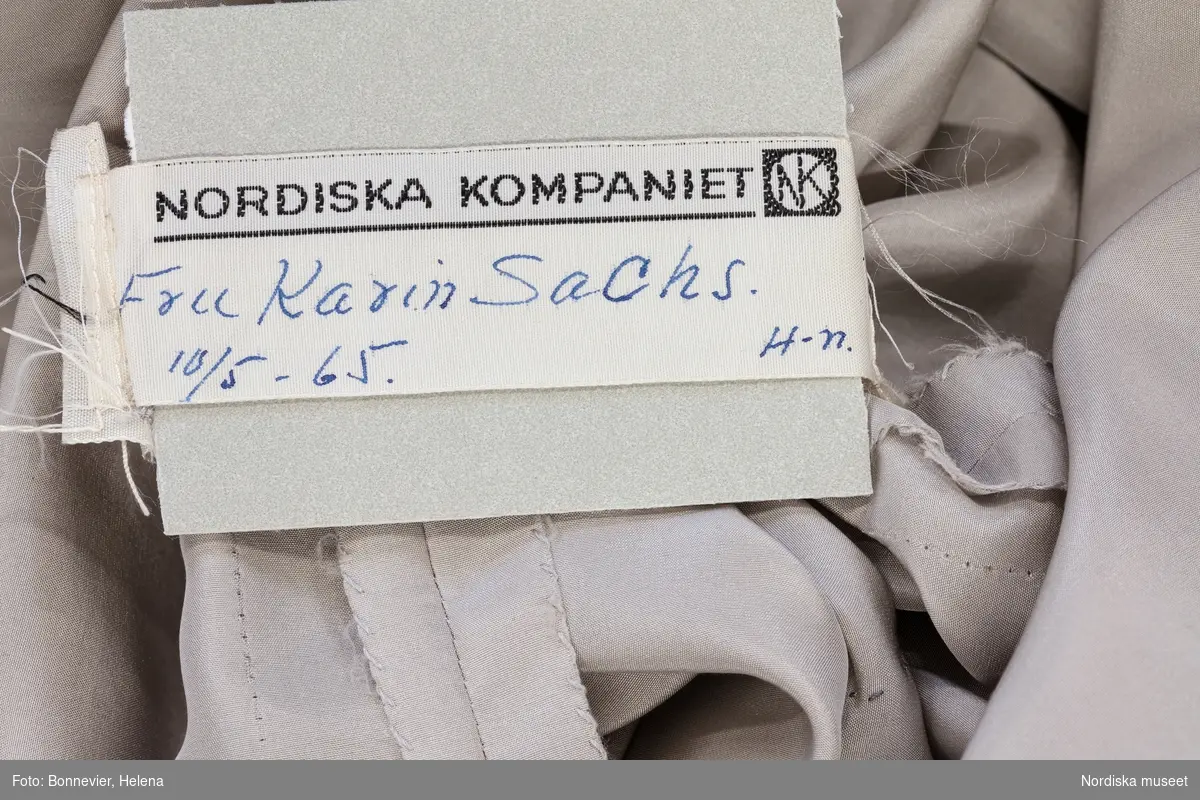 NORDISKA KOMPANIET NK
Fru Karin Sachs.
10/5 - 65. H-n.
Foto: Bonnevier, Helena
Nordiska museet